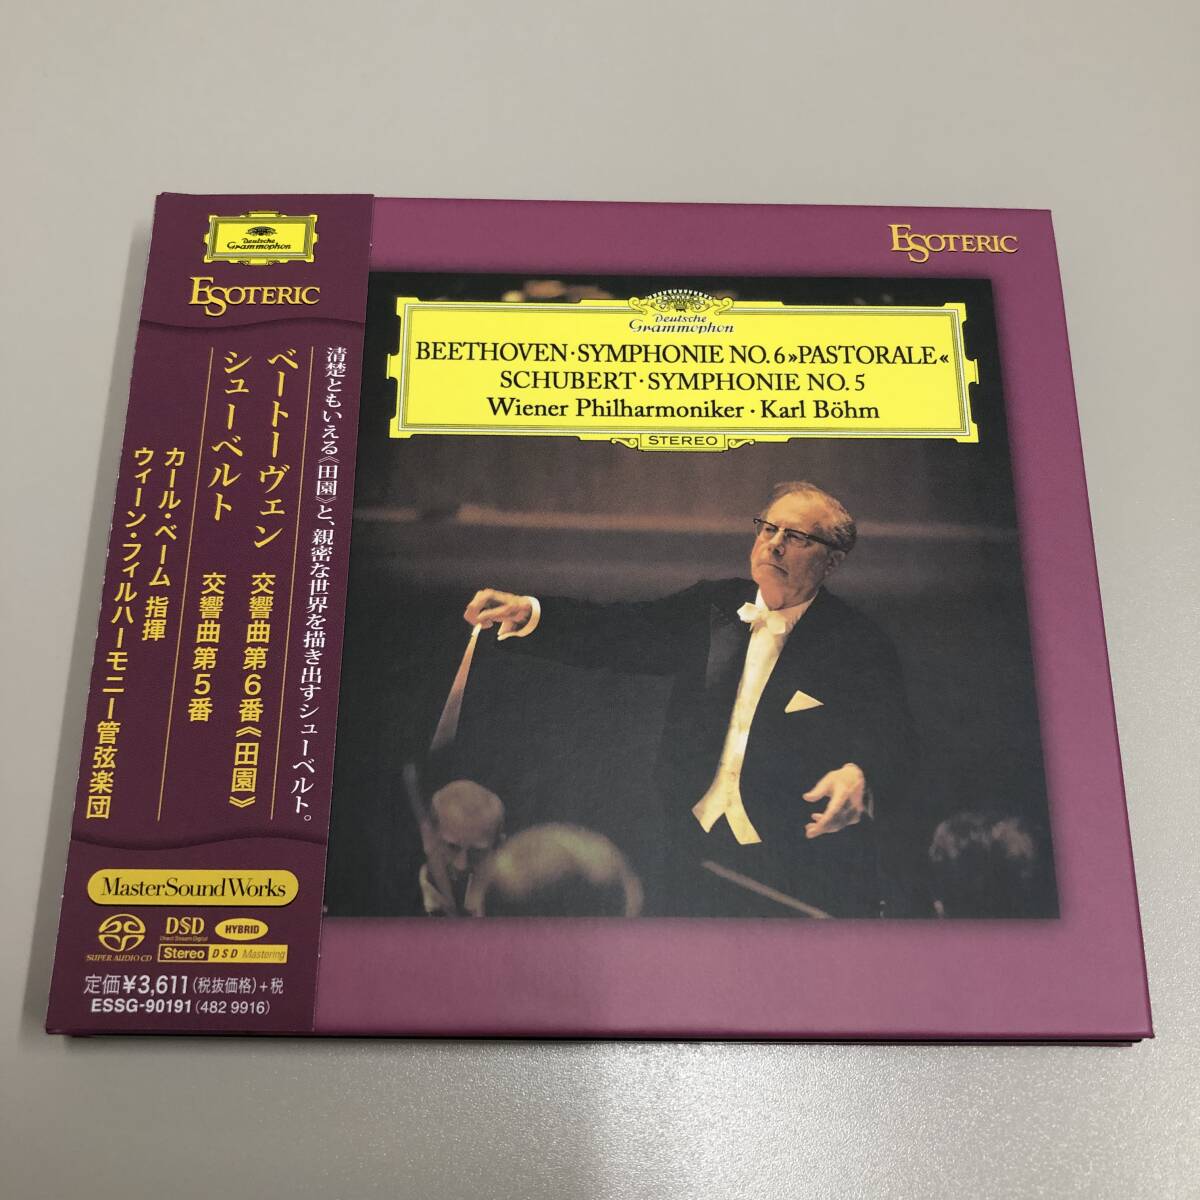 Deutsche
Grammophon
ESOTERIC
清楚ともいえる《田園》と、親密な世界を描き出すシューベルト。
ベートーヴェン 交響曲第6番《田園》
シューベルト 交響曲第5番
カール・ベーム 指揮
ウィーン・フィルハーモニー管弦楽団
MasterSoundWorks
SUPER AUDIO CD
DSD
Direct Stream Digital
HYBRID
Stereo DSD Mastering
定価¥3,611(税抜価格)+税
ESSG-90191(482 9916)
ESOTERIC
Deutsche
Grammophon
BEETHOVEN·SYMPHONIE NO.6»PASTORALE«
SCHUBERT·SYMPHONIE NO.5
Wiener Philharmoniker·Karl Böhm
STEREO